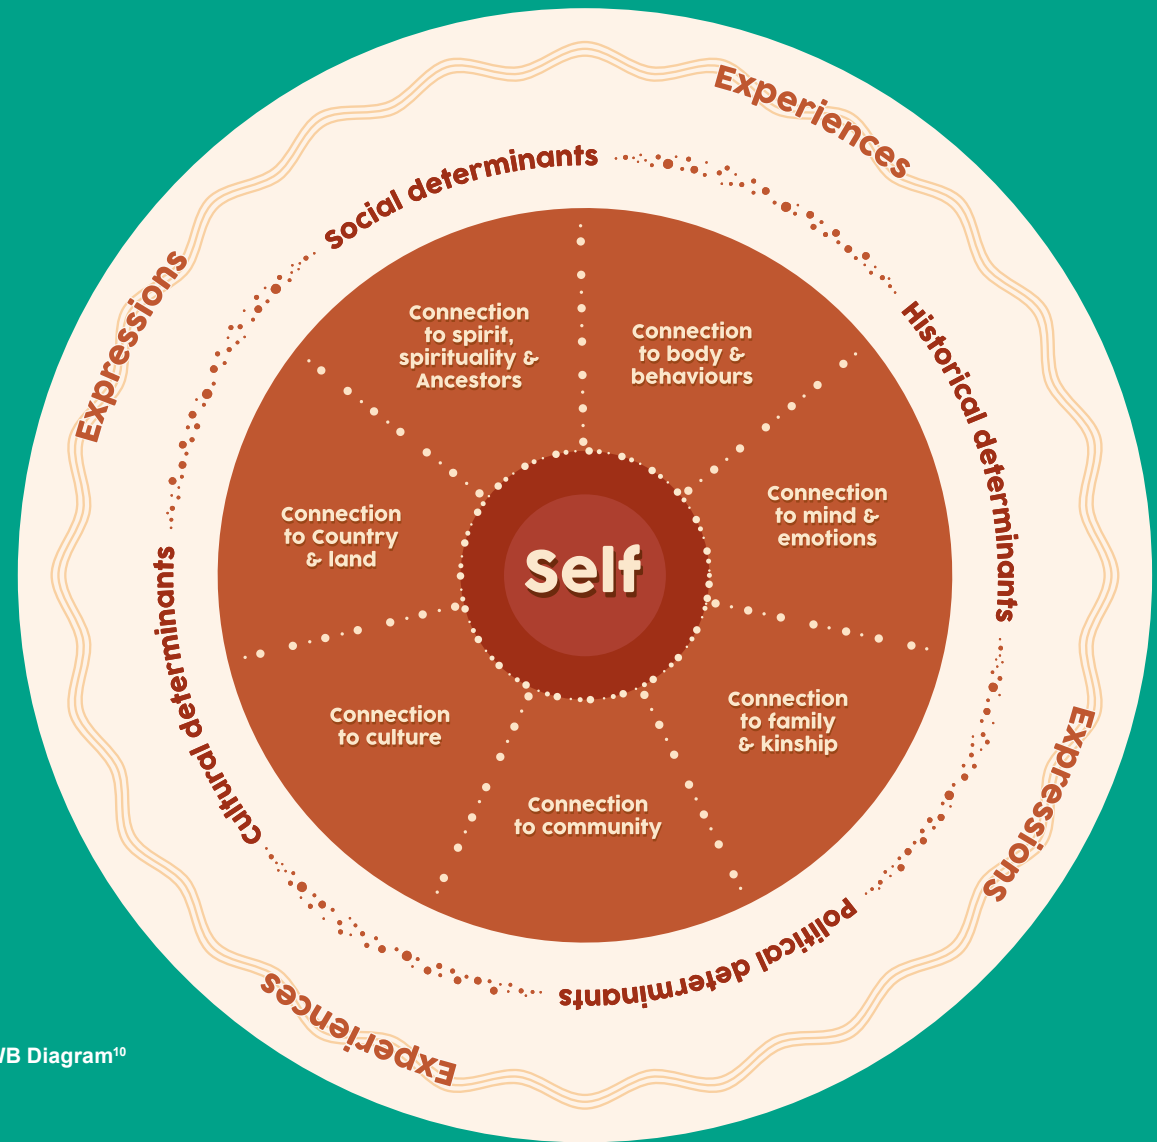 Experiences
Social determinants
Expressions
Historical determinants
Connection
to spirit,
spirituality &
Ancestors
Connection
to body &
behaviours
Connection
to mind &
emotions
Connection
to Country
& land
Self
Cultural determinants
Connection
to family
& kinship
Connection
to culture
Connection
to community
Expressions
Political determinants
Experiences
Diagram¹⁰